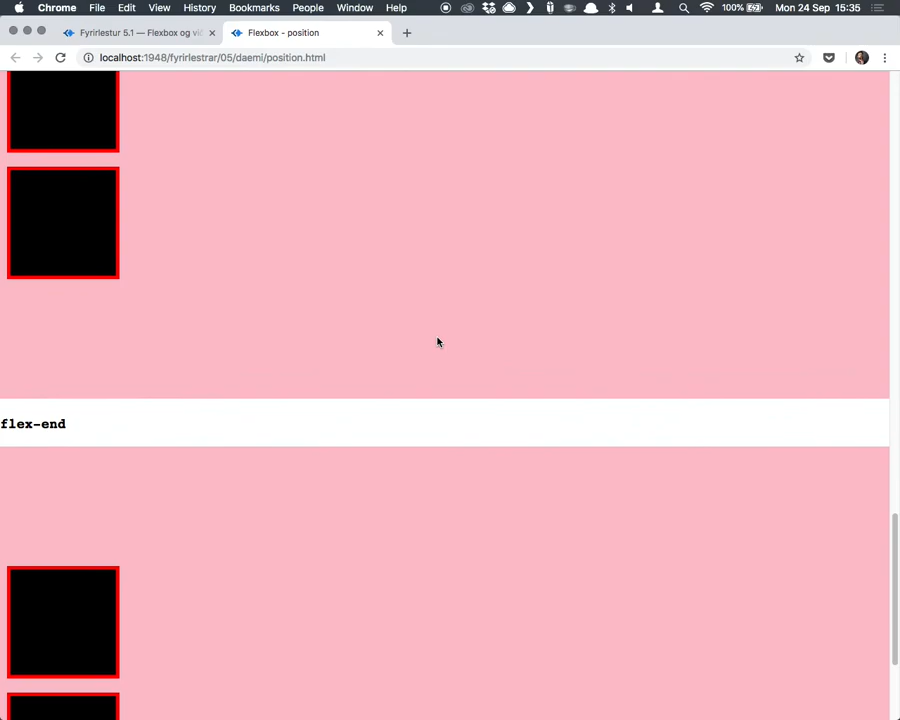 Chrome File Edit View History Bookmarks People Window Help 100% Mon 24 Sep 15:35
Fyrirlestur 5.1 — Flexbox og vi Flexbox - position
localhost:1948/fyrirlestrar/05/daemi/position.html
flex-end